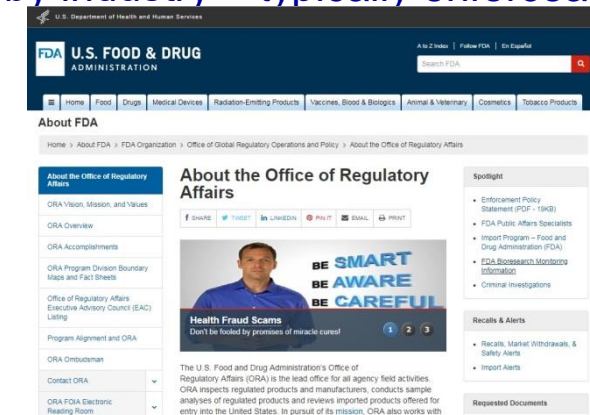 by industry – typically enforced
U.S. Department of Health and Human Services
FDA U.S. FOOD & DRUG
ADMINISTRATION
A to Z Index | Follow FDA | En Español
Search FDA
Home Food Drugs Medical Devices Radiation-Emitting Products Vaccines, Blood & Biologics Animal & Veterinary Cosmetics Tobacco Products
About FDA
Home > About FDA > FDA Organization > Office of Global Regulatory Operations and Policy > About the Office of Regulatory Affairs
About the Office of Regulatory
Affairs
ORA Vision, Mission, and Values
ORA Overview
ORA Accomplishments
ORA Program Division Boundary
Maps and Fact Sheets
Office of Regulatory Affairs
Executive Advisory Council (EAC)
Listing
Program Alignment and ORA
ORA Ombudsman
Contact ORA
ORA FOIA Electronic
Reading Room
About the Office of Regulatory
Affairs
f SHARE TWEET in LINKEDIN PIN IT EMAIL PRINT
BE SMART
BE AWARE
BE CAREFUL
Health Fraud Scams
Don't be fooled by promises of miracle cures!
1 2 3
The U.S. Food and Drug Administration's Office of
Regulatory Affairs (ORA) is the lead office for all agency field activities.
ORA inspects regulated products and manufacturers, conducts sample
analyses of regulated products and reviews imported products offered for
entry into the United States. In pursuit of its mission, ORA also works with
Spotlight
Enforcement Policy
Statement (PDF - 19KB)
FDA Public Affairs Specialists
Import Program – Food and
Drug Administration (FDA)
FDA Bioresearch Monitoring
Information
Criminal Investigations
Recalls & Alerts
Recalls, Market Withdrawals, &
Safety Alerts
Import Alerts
Requested Documents